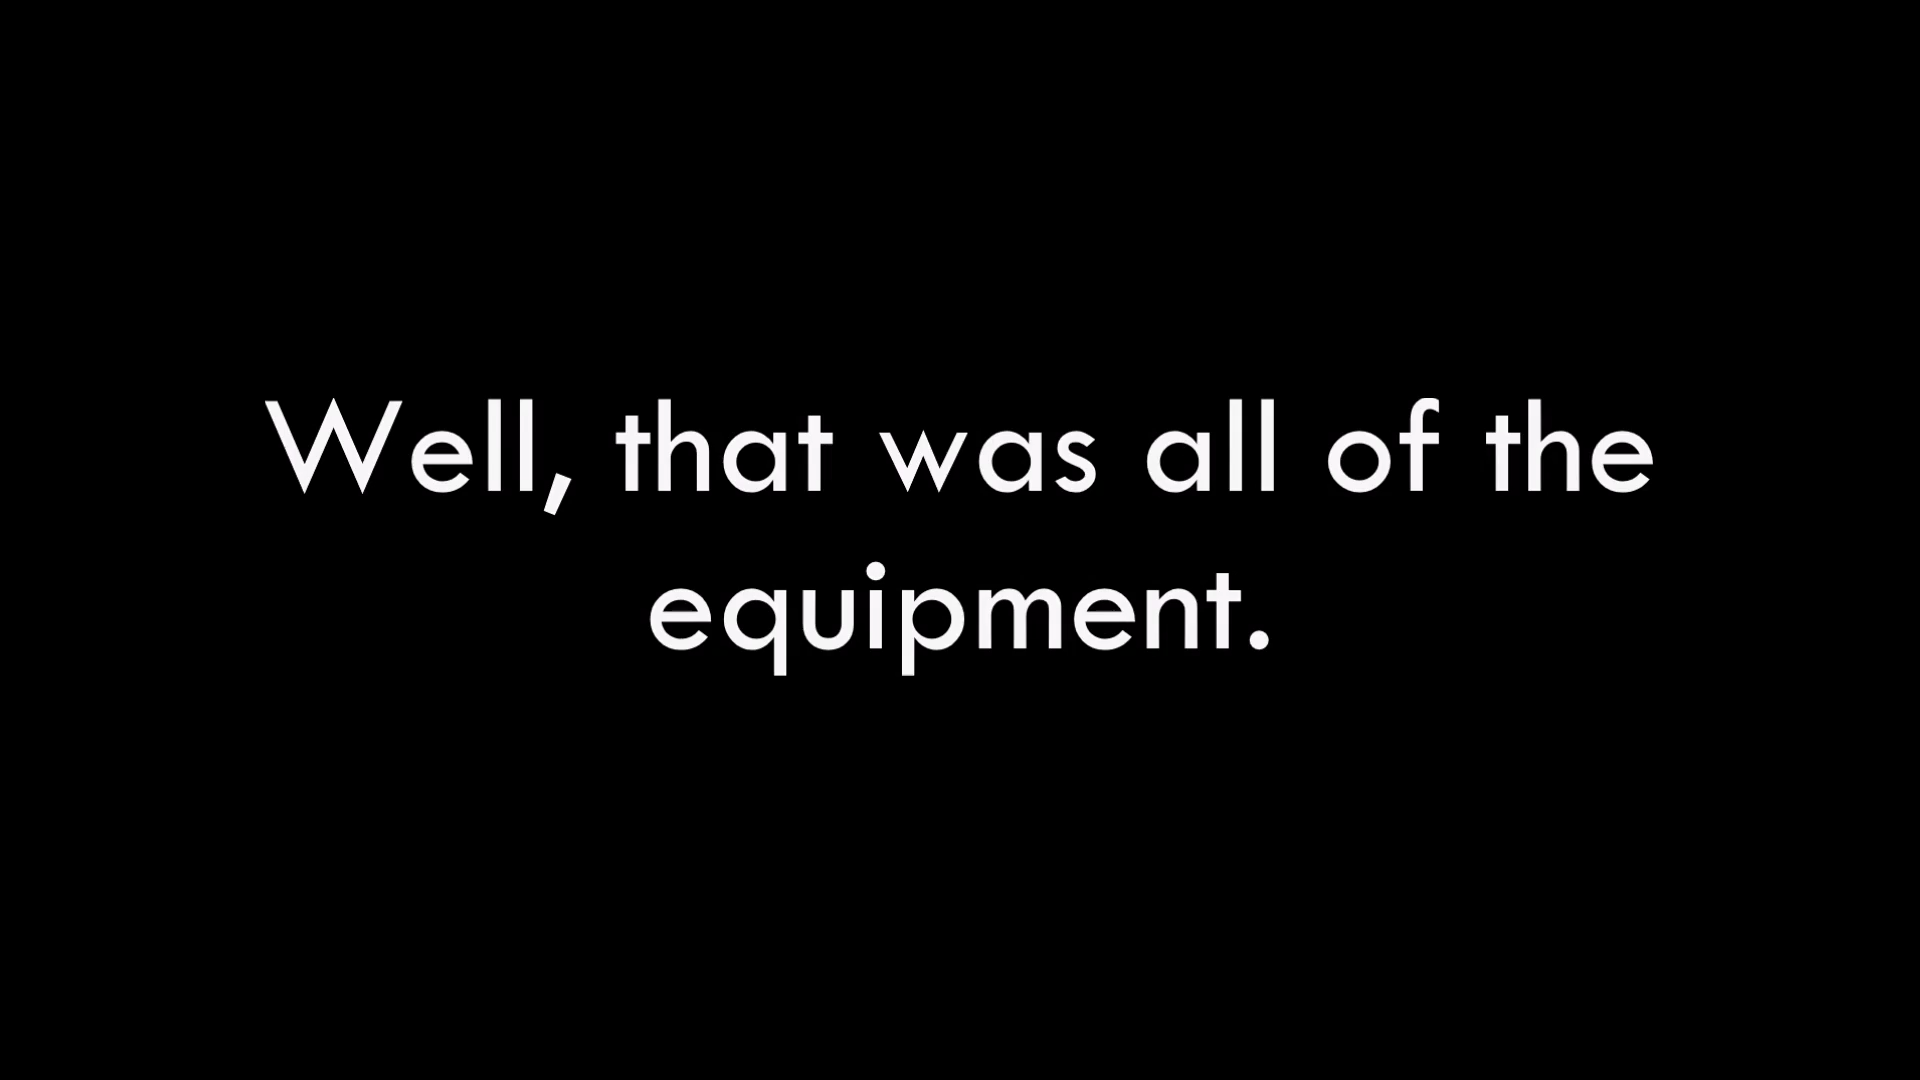 Well, that was all of the
equipment.